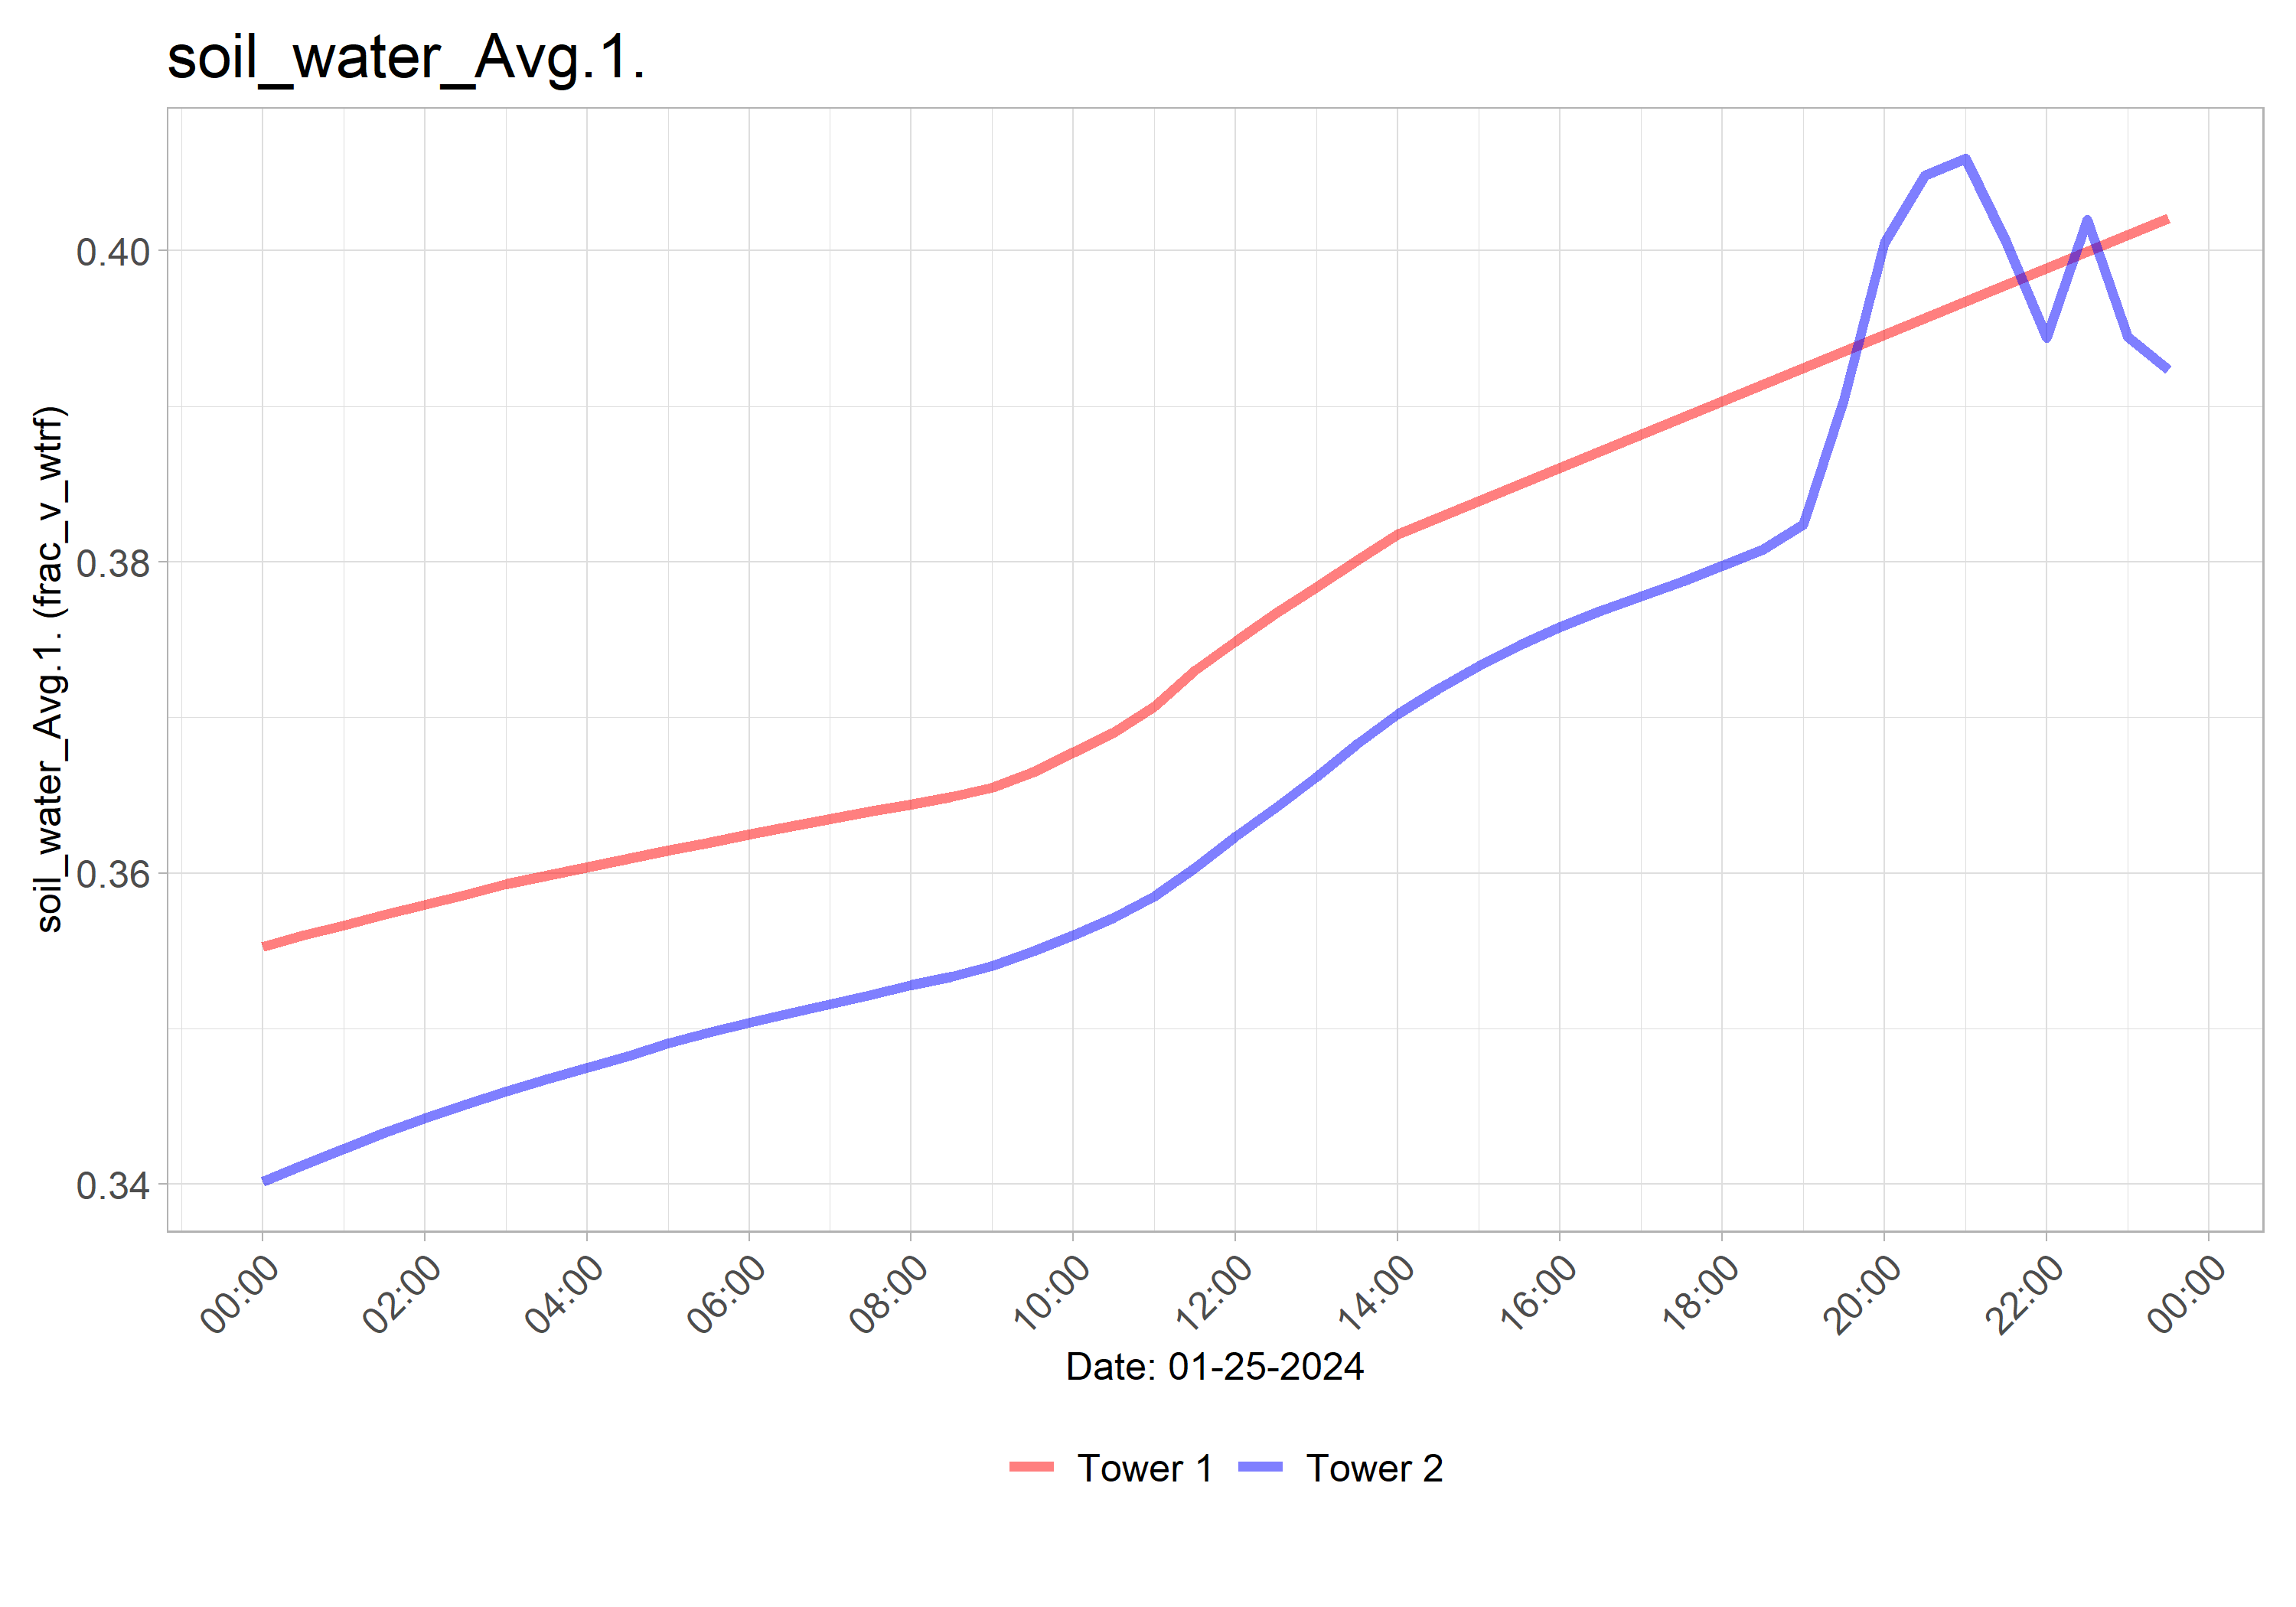 soil_water_Avg.1.
soil_water_Avg.1. (frac_v_wtrf)
0.40
0.38
0.36
0.34
00:00 02:00 04:00 06:00 08:00 10:00 12:00 14:00 16:00 18:00 20:00 22:00 00:00
Date: 01-25-2024
Tower 1 Tower 2